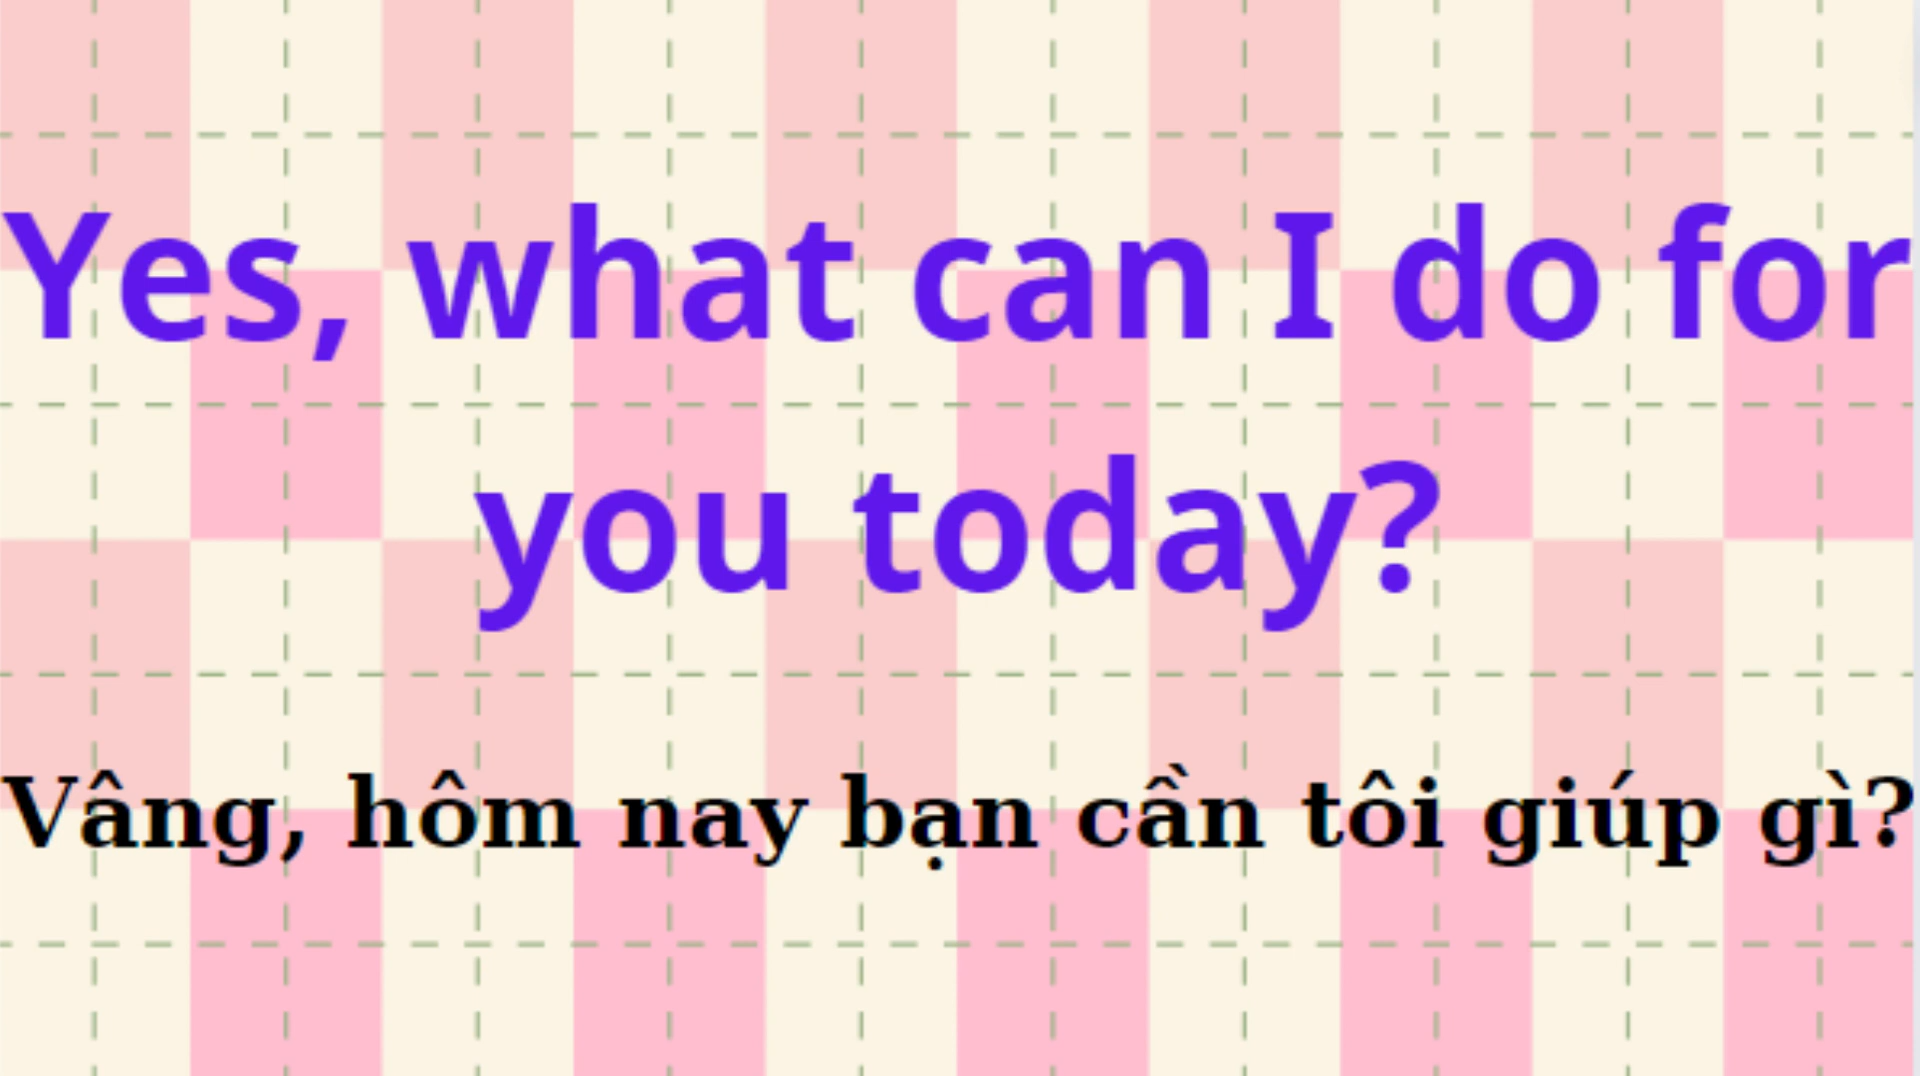 Yes, what can I do for
you today?
Vâng, hôm nay bạn cần tôi giúp gì?